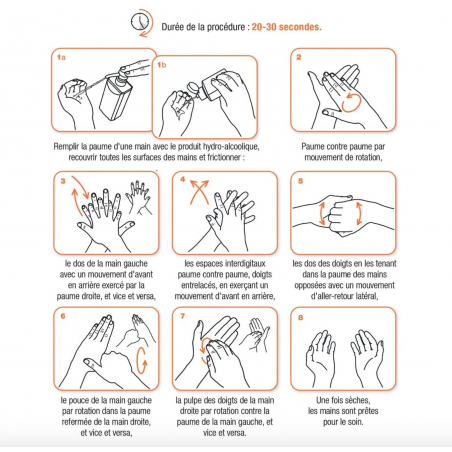 Durée de la procédure : 20-30 secondes.
1a
1b
2
Remplir la paume d'une main avec le produit hydro-alcoolique,
recouvrir toutes les surfaces des mains et frictionner :
Paume contre paume par
mouvement de rotation,
3
4
5
le dos de la main gauche
avec un mouvement d'avant
en arrière exercé par la
paume droite, et vice et versa,
les espaces interdigitaux
paume contre paume, doigts
entrelacés, en exerçant un
mouvement d'avant en arrière,
les dos des doigts en les tenant
dans la paume des mains
opposées avec un mouvement
d'aller-retour latéral,
6
7
8
le pouce de la main gauche
par rotation dans la paume
refermée de la main droite,
et vice et versa,
la pulpe des doigts de la main
droite par rotation contre la
paume de la main gauche, et
vice et versa.
Une fois sèches,
les mains sont prêtes
pour le soin.